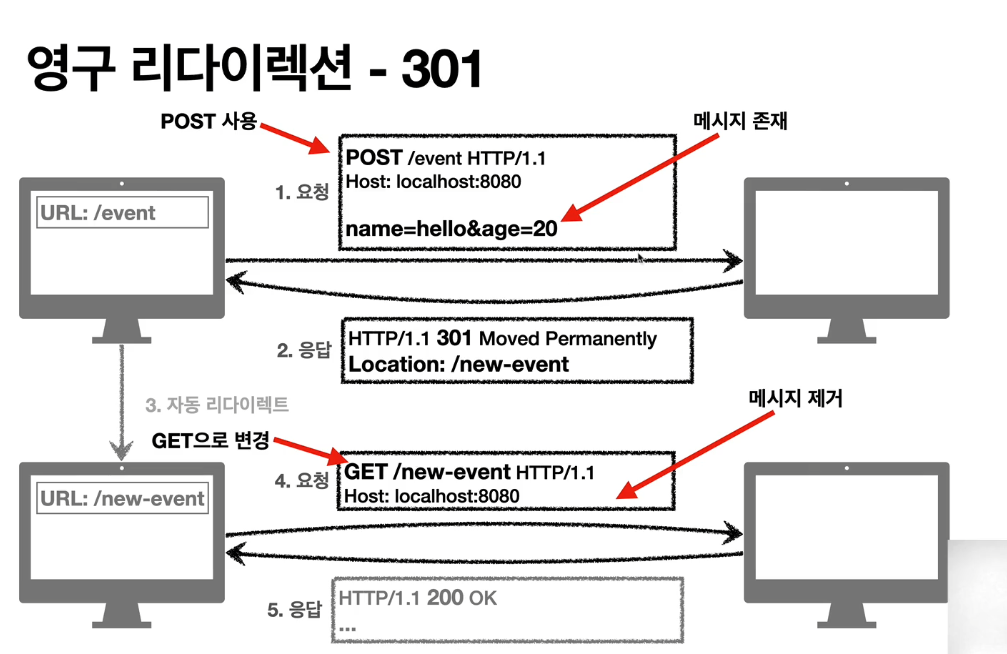 영구 리다이렉션 - 301
POST 사용
메시지 존재
1. 요청
POST /event HTTP/1.1
Host: localhost:8080
name=hello&age=20
URL: /event
2. 응답
HTTP/1.1 301 Moved Permanently
Location: /new-event
3. 자동 리다이렉트
메시지 제거
GET으로 변경
4. 요청
GET /new-event HTTP/1.1
Host: localhost:8080
URL: /new-event
5. 응답
HTTP/1.1 200 OK
...